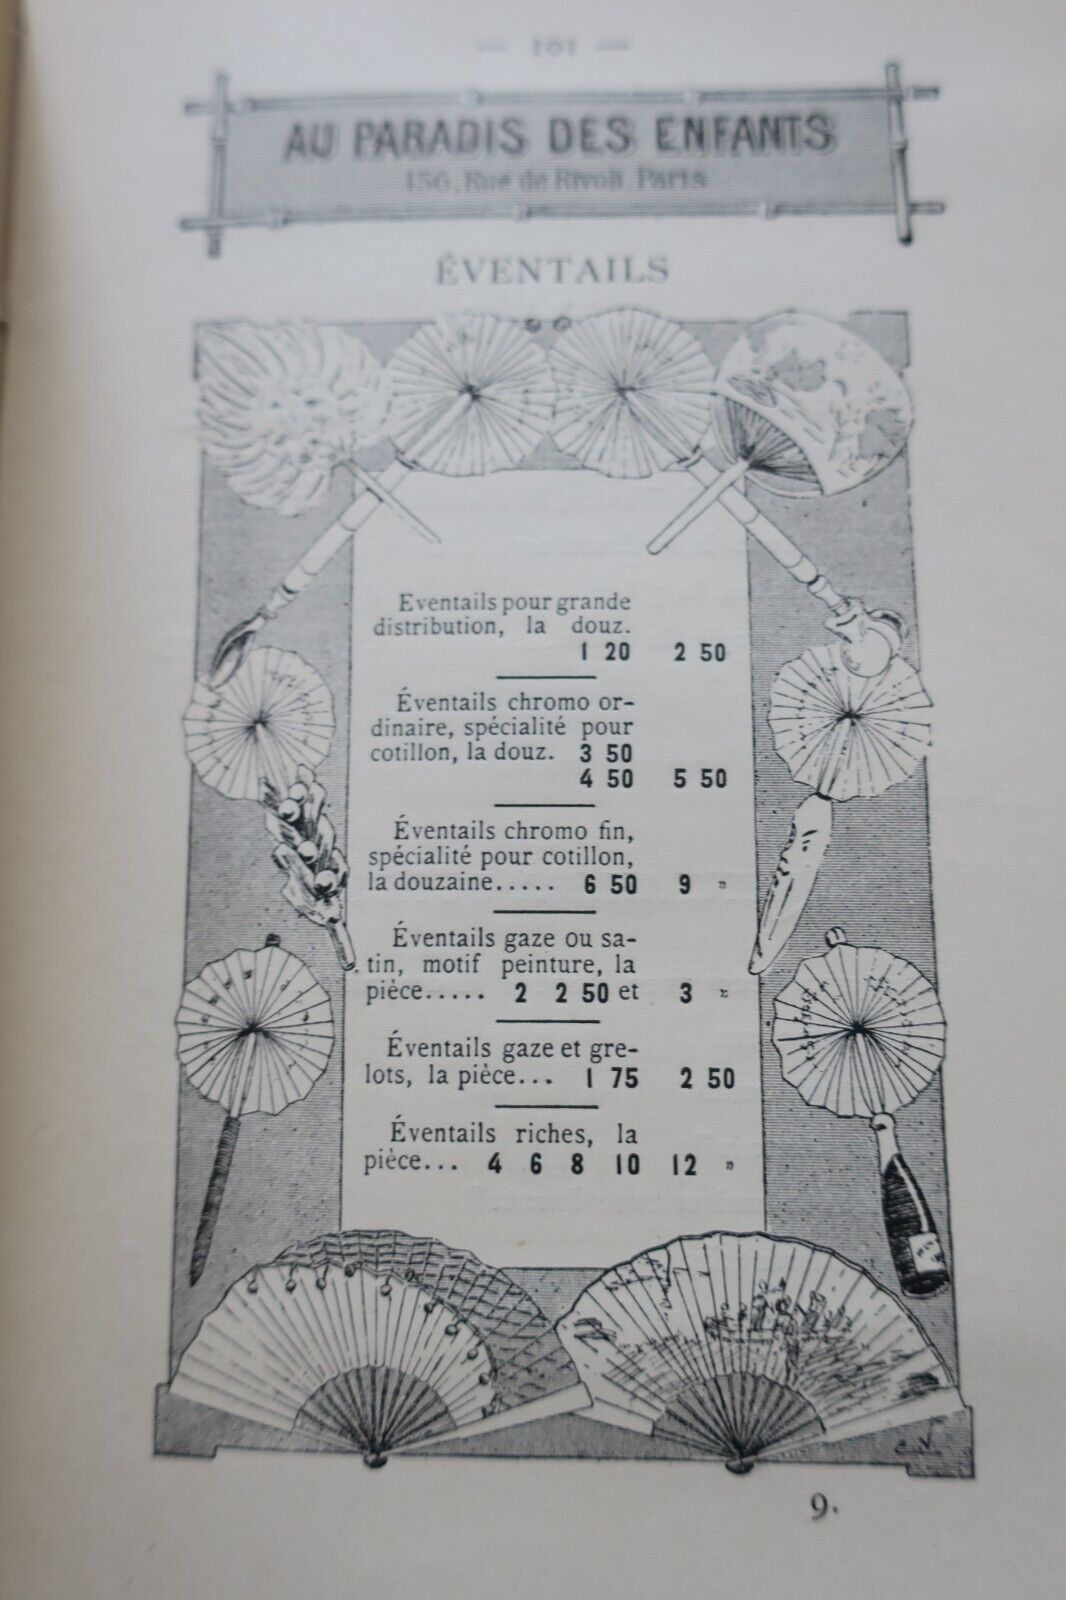 — 101 —
AU PARADIS DES ENFANTS
156, Rue de Rivoli Paris
ÉVENTAILS
Eventails pour grande
distribution, la douz.
1 20 2 50
Éventails chromo or-
dinaire, spécialité pour
cotillon, la douz. 3 50
4 50 5 50
Éventails chromo fin,
spécialité pour cotillon,
la douzaine..... 6 50 9 »
Éventails gaze ou sa-
tin, motif peinture, la
pièce..... 2 2 50 et 3 »
Éventails gaze et gre-
lots, la pièce... 1 75 2 50
Éventails riches, la
pièce... 4 6 8 10 12 »
C. V.
9.